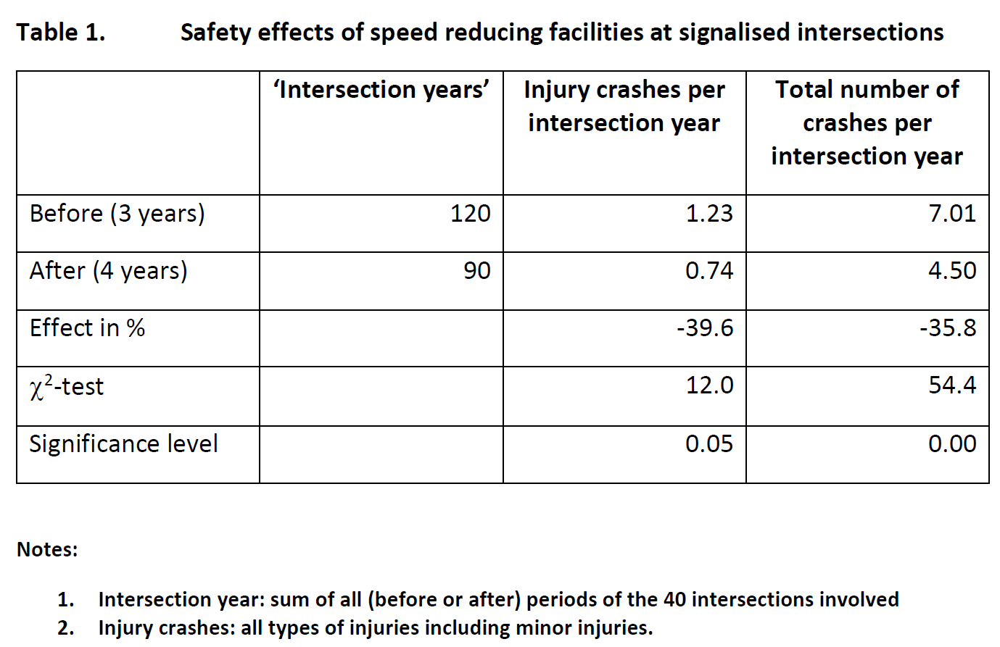 Table 1. Safety effects of speed reducing facilities at signalised intersections
‘Intersection years’ Injury crashes per intersection year Total number of crashes per intersection year
Before (3 years) 120 1.23 7.01
After (4 years) 90 0.74 4.50
Effect in % -39.6 -35.8
χ²-test 12.0 54.4
Significance level 0.05 0.00
Notes:
1. Intersection year: sum of all (before or after) periods of the 40 intersections involved
2. Injury crashes: all types of injuries including minor injuries.